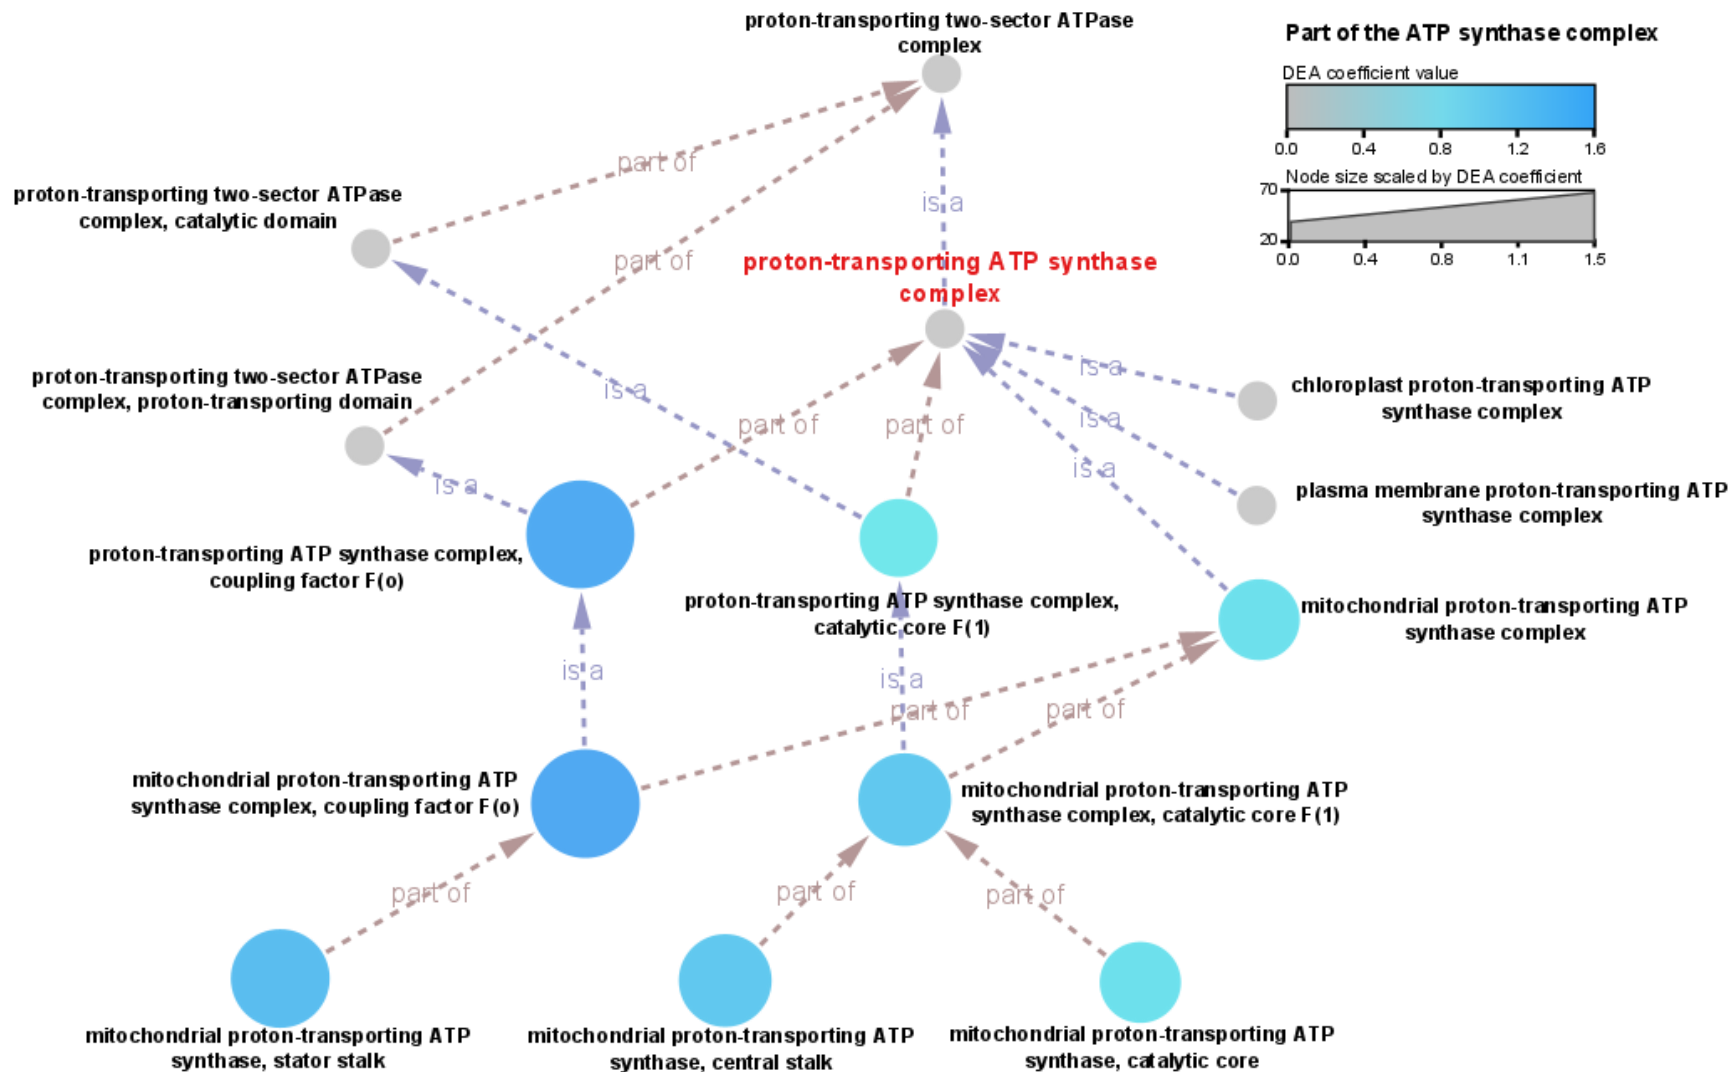 proton-transporting two-sector ATPase
complex
Part of the ATP synthase complex
DEA coefficient value
0.0 0.4 0.8 1.2 1.6
Node size scaled by DEA coefficient
70
20
0.0 0.4 0.8 1.1 1.5
part of
proton-transporting two-sector ATPase
complex, catalytic domain
is a
part of
proton-transporting ATP synthase
complex
proton-transporting two-sector ATPase
complex, proton-transporting domain
is a
is a
chloroplast proton-transporting ATP
synthase complex
part of
part of
is a
is a
is a
plasma membrane proton-transporting ATP
synthase complex
proton-transporting ATP synthase complex,
coupling factor F(o)
proton-transporting ATP synthase complex,
catalytic core F(1)
mitochondrial proton-transporting ATP
synthase complex
is a
is a
part of
part of
mitochondrial proton-transporting ATP
synthase complex, coupling factor F(o)
mitochondrial proton-transporting ATP
synthase complex, catalytic core F(1)
part of
part of
part of
mitochondrial proton-transporting ATP
synthase, stator stalk
mitochondrial proton-transporting ATP
synthase, central stalk
mitochondrial proton-transporting ATP
synthase, catalytic core